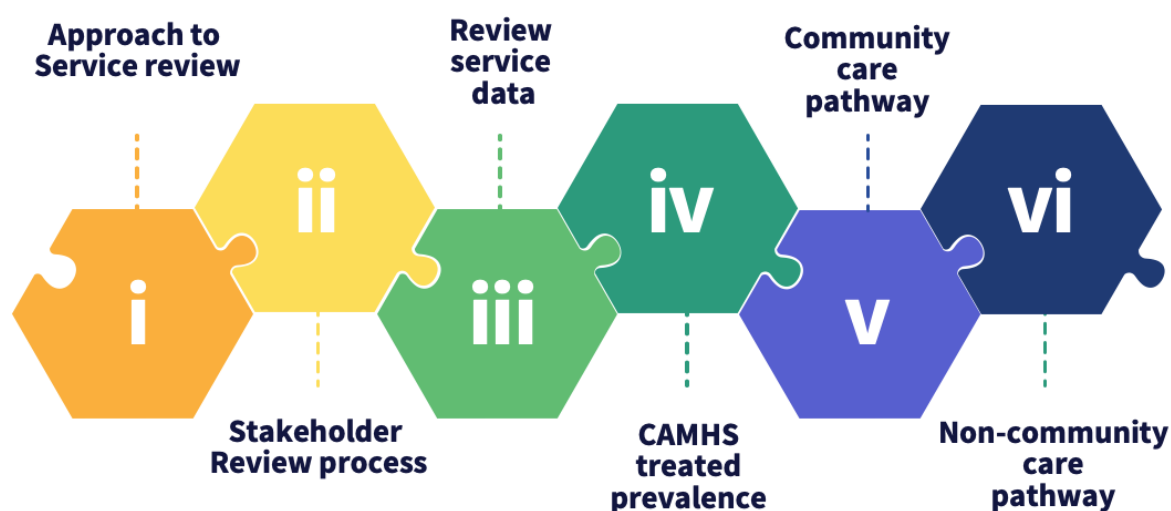 Approach to
Service review
i
ii
Stakeholder
Review process
Review
service
data
iii
iv
CAMHS
treated
prevalence
Community
care
pathway
v
vi
Non-community
care
pathway